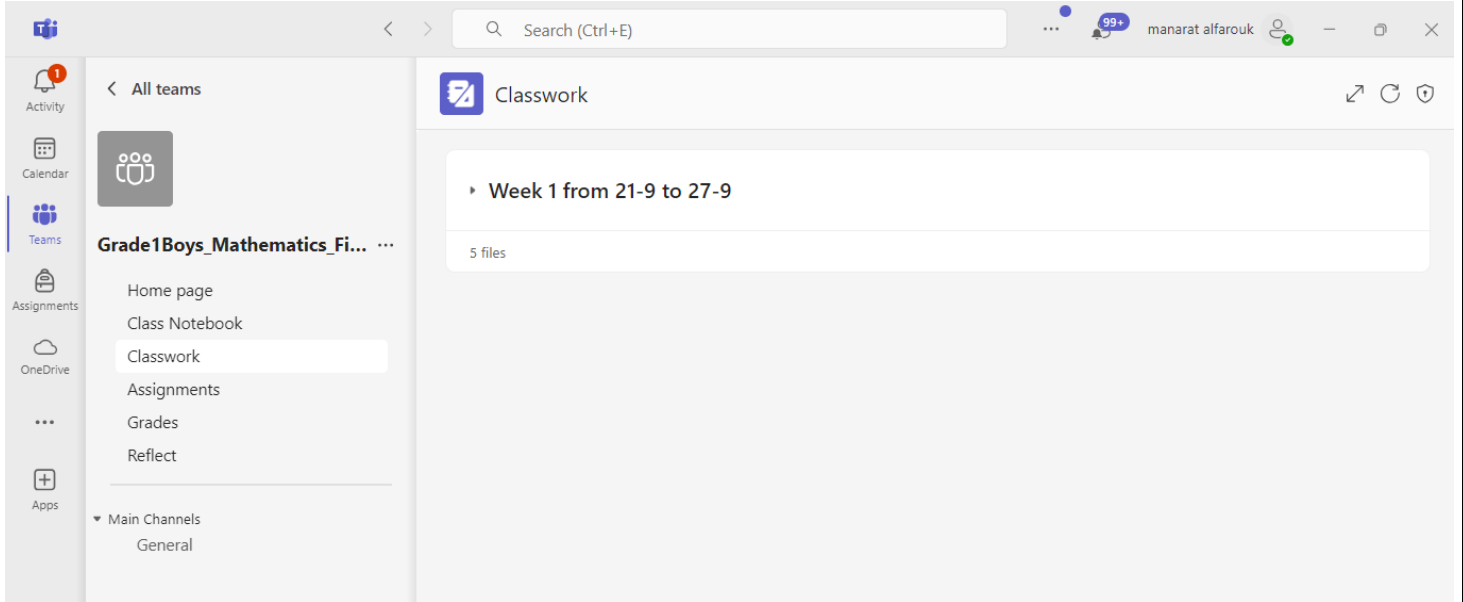 Search (Ctrl+E)
99+
manarat alfarouk
1
Activity
Calendar
Teams
Assignments
OneDrive
Apps
All teams
Grade1Boys_Mathematics_Fi...
Home page
Class Notebook
Classwork
Assignments
Grades
Reflect
Main Channels
General
Classwork
Week 1 from 21-9 to 27-9
5 files